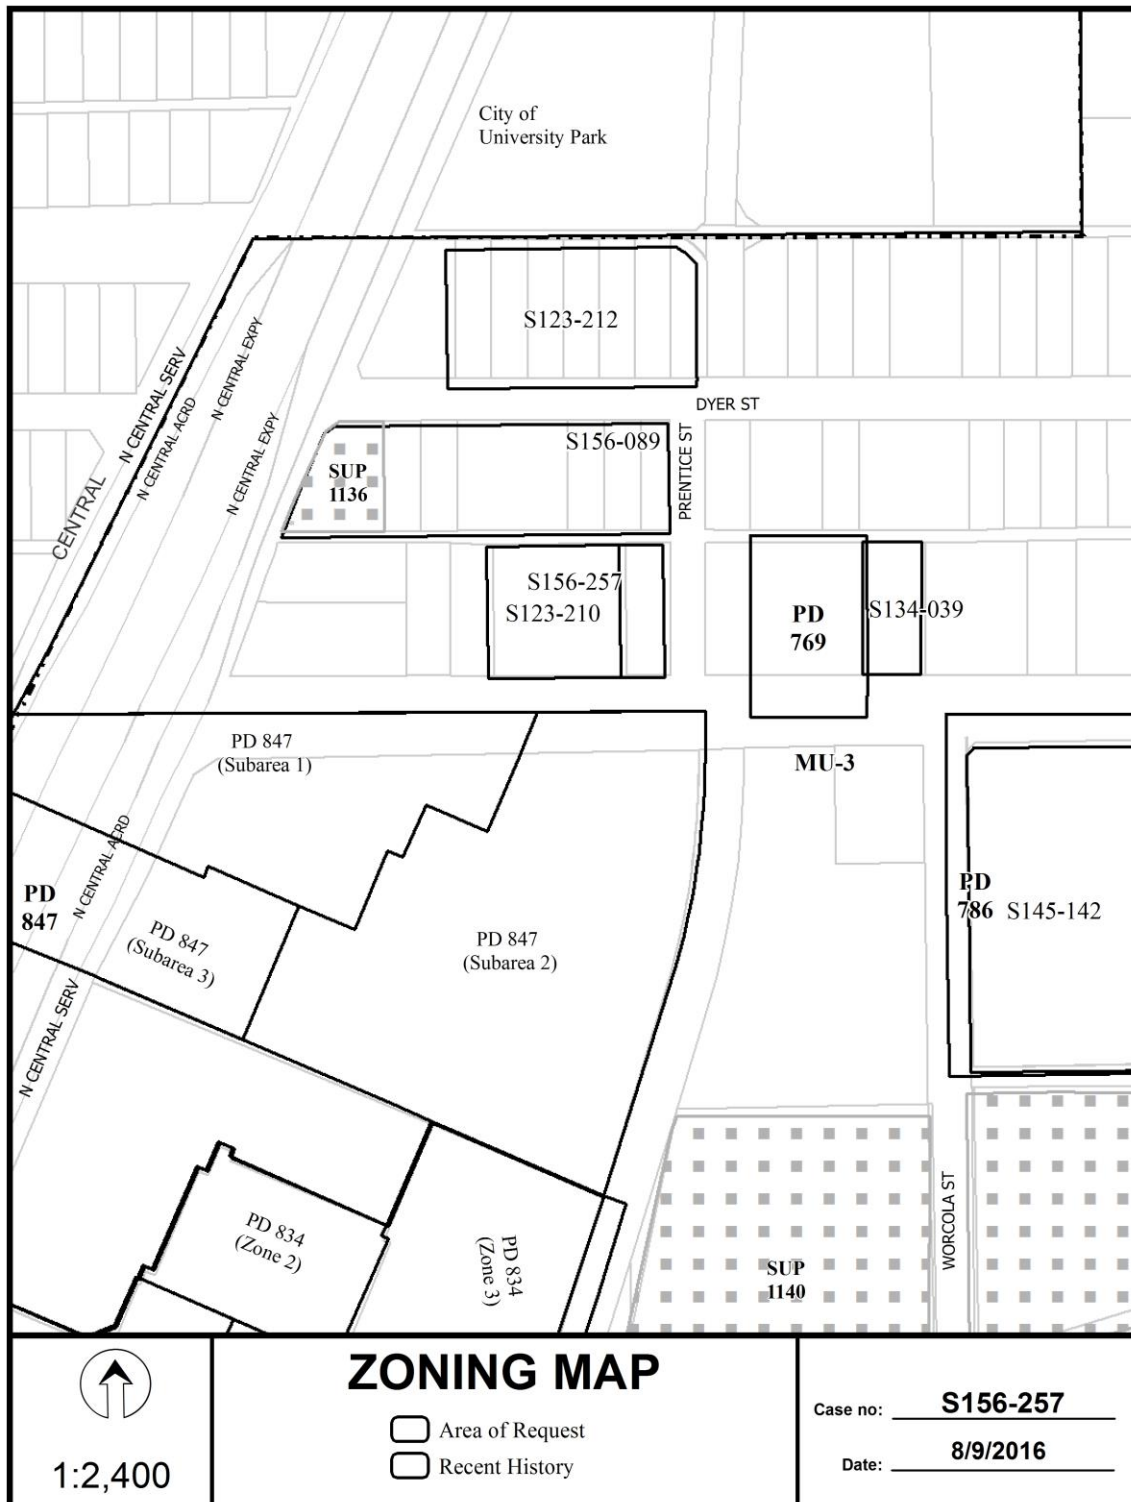 City of
University Park
S123-212
N CENTRAL SERV
N CENTRAL ACRD
N CENTRAL EXPY
N CENTRAL EXPY
CENTRAL
DYER ST
S156-089
PRENTICE ST
SUP
1136
S156-257
S123-210
PD
769
S134-039
PD 847
(Subarea 1)
MU-3
N CENTRAL ACRD
PD
847
PD 847
(Subarea 3)
PD 847
(Subarea 2)
PD
786
S145-142
N CENTRAL SERV
PD 834
(Zone 2)
PD 834
(Zone 3)
SUP
1140
WORCOLA ST
1:2,400
ZONING MAP
Area of Request
Recent History
Case no: S156-257
Date: 8/9/2016